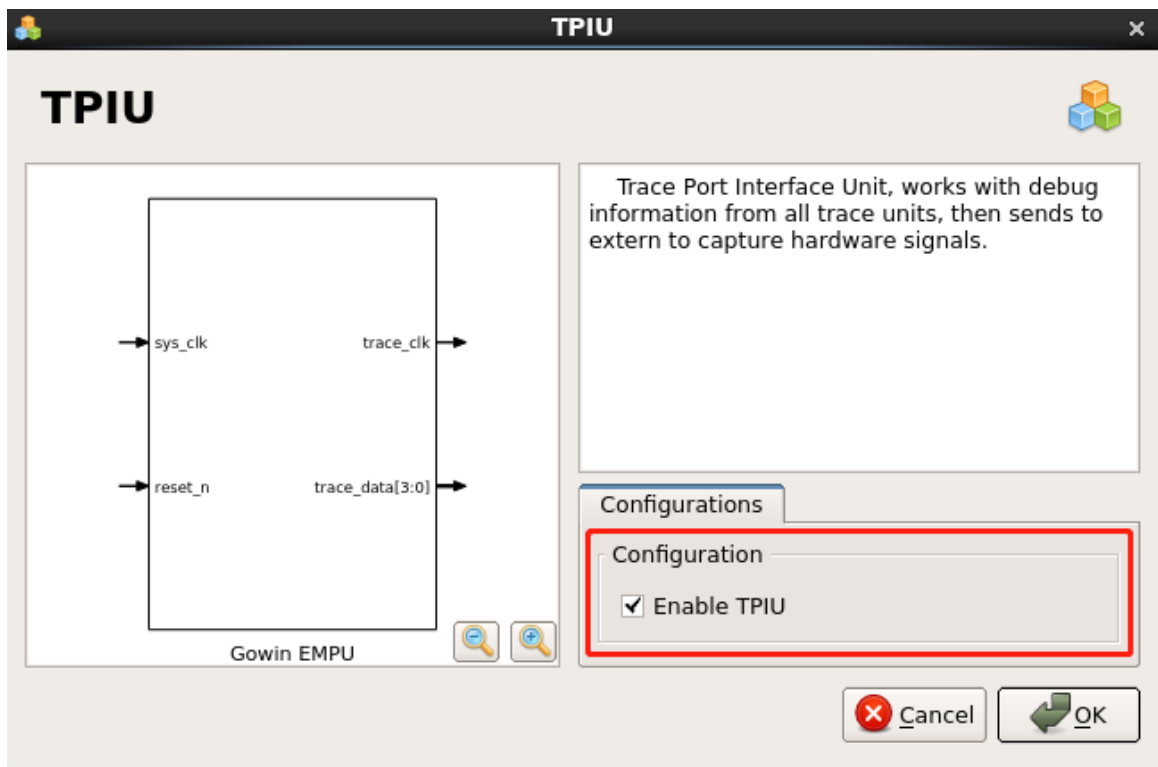 TPIU
TPIU
sys_clk
trace_clk
reset_n
trace_data[3:0]
Gowin EMPU
Trace Port Interface Unit, works with debug
information from all trace units, then sends to
extern to capture hardware signals.
Configurations
Configuration
Enable TPIU
Cancel
OK